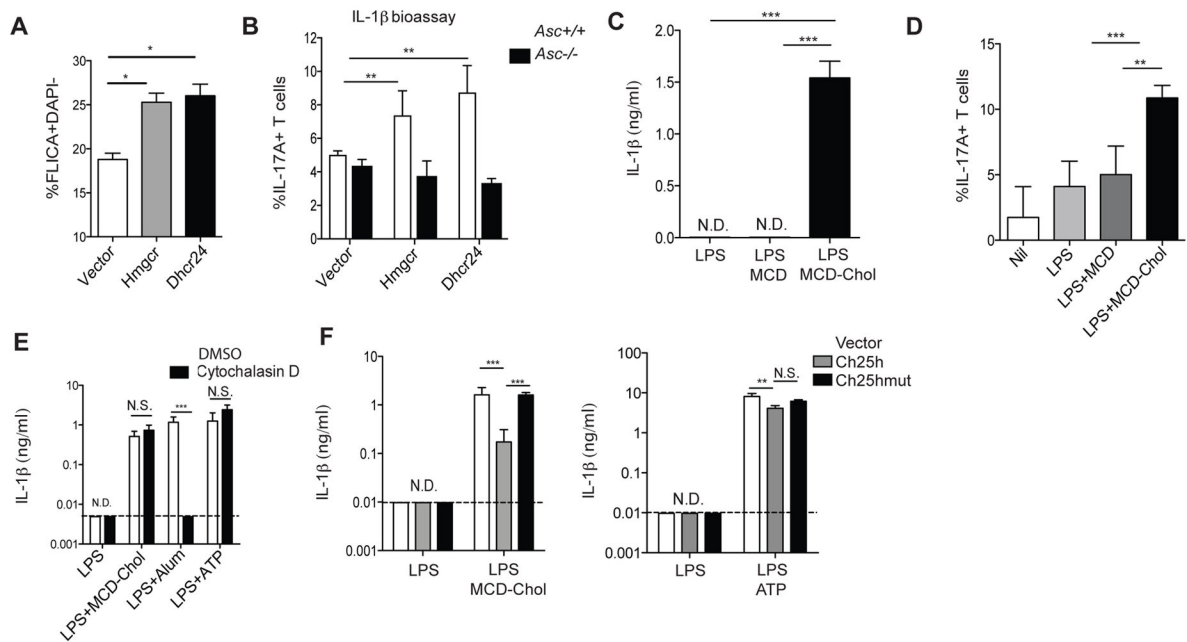 A
%FLICA+DAPI-
30
25
20
15
10
*
*
Vector
Hmgcr
Dhcr24
B
IL-1β bioassay
Asc+/+
Asc-/-
%IL-17A+ T cells
12
10
8
6
4
2
0
**
**
Vector
Hmgcr
Dhcr24
C
IL-1β (ng/ml)
2.0
1.5
1.0
0.5
0.0
***
***
N.D.
N.D.
LPS
LPS
MCD
LPS
MCD-Chol
D
%IL-17A+ T cells
15
10
5
0
***
**
Nil
LPS
LPS+MCD
LPS+MCD-Chol
E
DMSO
Cytochalasin D
IL-1β (ng/ml)
10
1
0.1
0.01
0.001
N.D.
N.S.
***
N.S.
LPS
LPS+MCD-Chol
LPS+Alum
LPS+ATP
F
IL-1β (ng/ml)
10
1
0.1
0.01
0.001
N.D.
***
***
LPS
LPS
MCD-Chol
Vector
Ch25h
Ch25hmut
IL-1β (ng/ml)
100
10
1
0.1
0.01
0.001
N.D.
**
N.S.
LPS
LPS
ATP